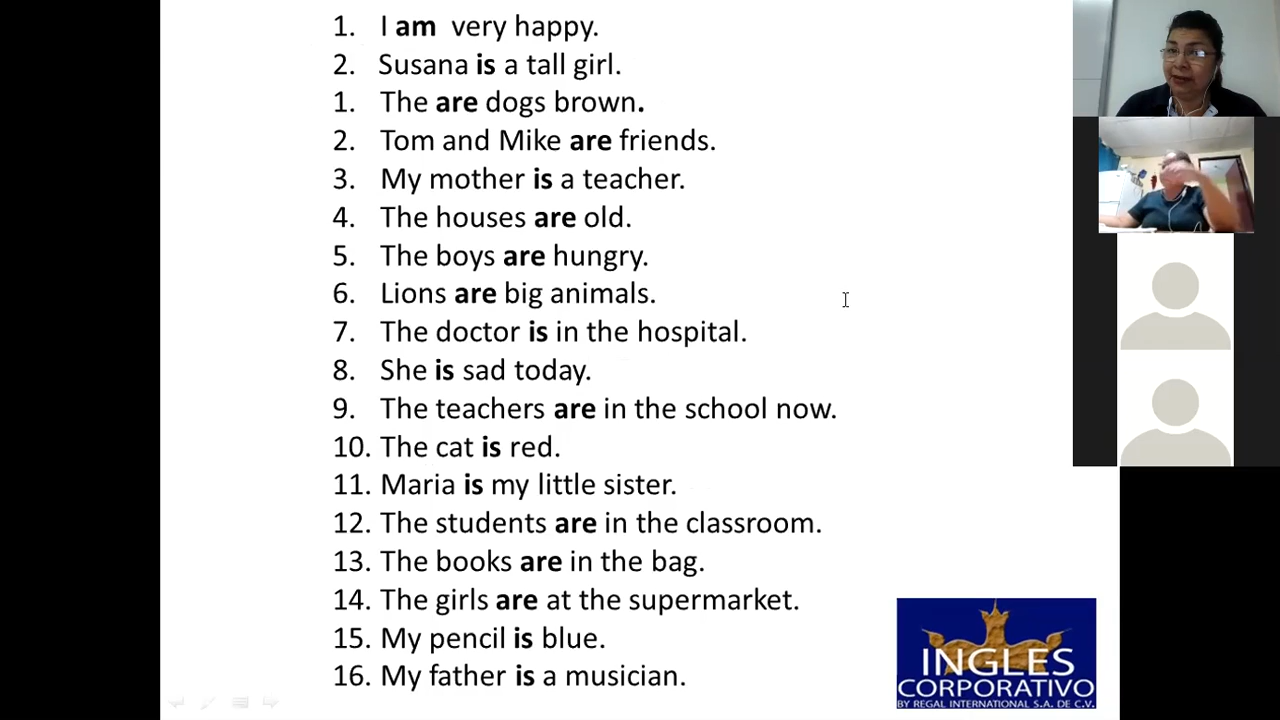 1. I am very happy.
2. Susana is a tall girl.
1. The are dogs brown.
2. Tom and Mike are friends.
3. My mother is a teacher.
4. The houses are old.
5. The boys are hungry.
6. Lions are big animals.
7. The doctor is in the hospital.
8. She is sad today.
9. The teachers are in the school now.
10. The cat is red.
11. Maria is my little sister.
12. The students are in the classroom.
13. The books are in the bag.
14. The girls are at the supermarket.
15. My pencil is blue.
16. My father is a musician.
INGLES
CORPORATIVO
BY REGAL INTERNATIONAL S.A. DE C.V.